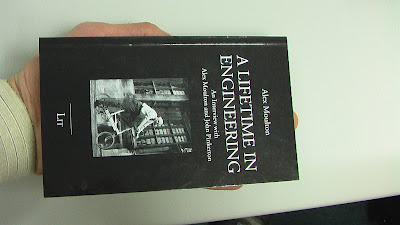 Alex Moulton
A LIFETIME IN
ENGINEERING
An Interview with
Alex Moulton and John Pinkerton
LIT